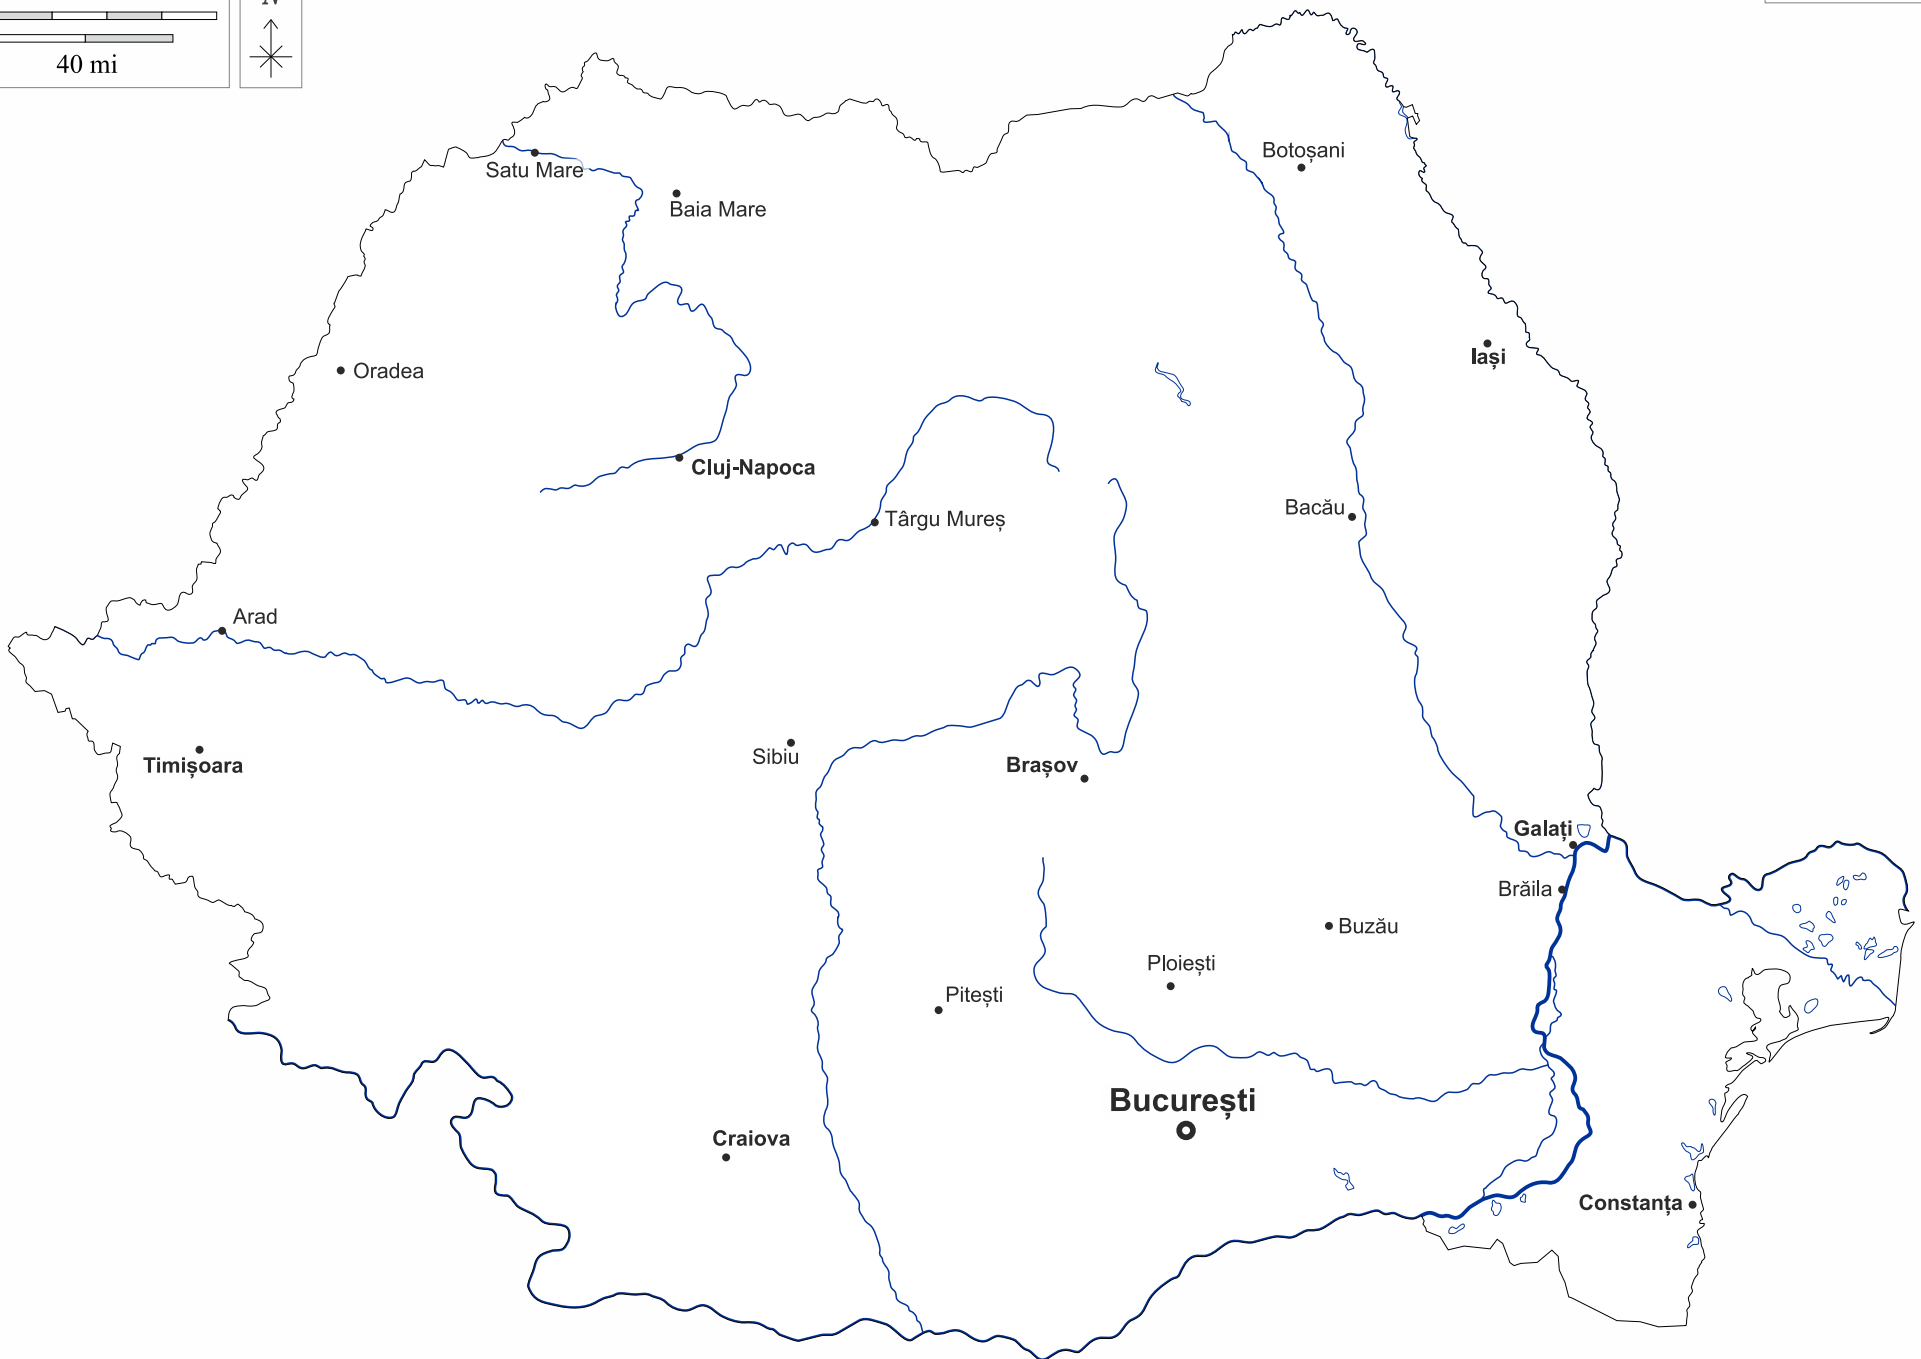 N
40 mi
Botoșani
Satu Mare
Baia Mare
Iași
Oradea
Cluj-Napoca
Bacău
Târgu Mureș
Arad
Sibiu
Timișoara
Brașov
Galați
Brăila
Buzău
Ploiești
Pitești
București
Craiova
Constanța